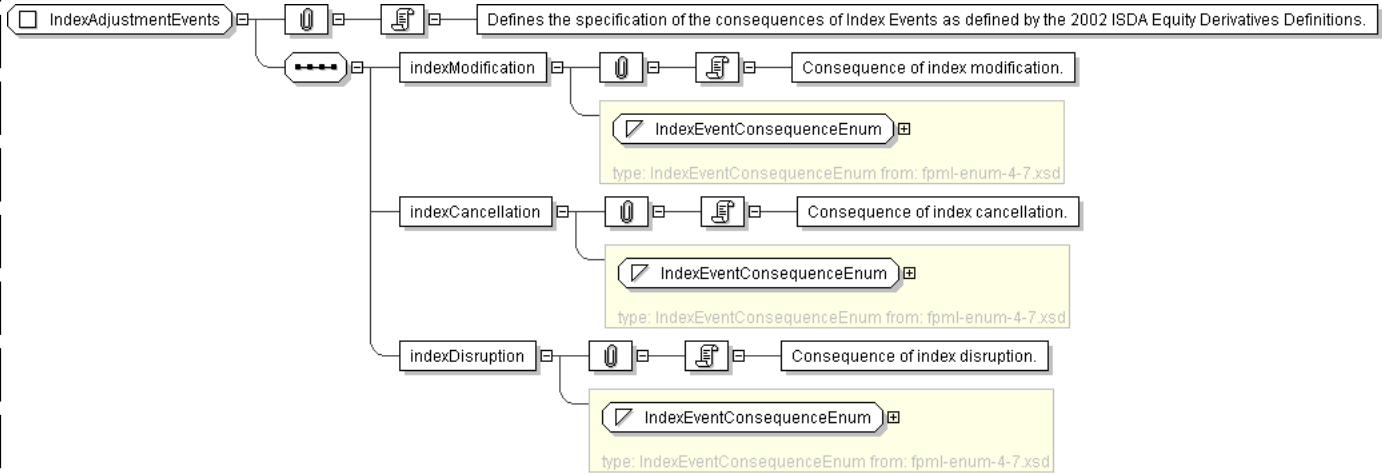 IndexAdjustmentEvents
Defines the specification of the consequences of Index Events as defined by the 2002 ISDA Equity Derivatives Definitions.
indexModification
Consequence of index modification.
IndexEventConsequenceEnum
type: IndexEventConsequenceEnum from: fpml-enum-4-7.xsd
indexCancellation
Consequence of index cancellation.
IndexEventConsequenceEnum
type: IndexEventConsequenceEnum from: fpml-enum-4-7.xsd
indexDisruption
Consequence of index disruption.
IndexEventConsequenceEnum
type: IndexEventConsequenceEnum from: fpml-enum-4-7.xsd